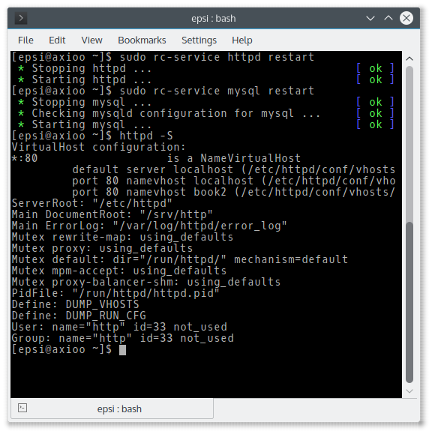 epsi : bash
File Edit View Bookmarks Settings Help
[epsi@axioo ~]$ sudo rc-service httpd restart
* Stopping httpd ... [ ok ]
* Starting httpd ... [ ok ]
[epsi@axioo ~]$ sudo rc-service mysql restart
* Stopping mysql ... [ ok ]
* Checking mysqld configuration for mysql ... [ ok ]
* Starting mysql ... [ ok ]
[epsi@axioo ~]$ httpd -S
VirtualHost configuration:
*:80 is a NameVirtualHost
default server localhost (/etc/httpd/conf/vhosts
port 80 namevhost localhost (/etc/httpd/conf/vho
port 80 namevhost book2 (/etc/httpd/conf/vhosts/
ServerRoot: "/etc/httpd"
Main DocumentRoot: "/srv/http"
Main ErrorLog: "/var/log/httpd/error_log"
Mutex rewrite-map: using_defaults
Mutex proxy: using_defaults
Mutex default: dir="/run/httpd/" mechanism=default
Mutex mpm-accept: using_defaults
Mutex proxy-balancer-shm: using_defaults
PidFile: "/run/httpd/httpd.pid"
Define: DUMP_VHOSTS
Define: DUMP_RUN_CFG
User: name="http" id=33 not_used
Group: name="http" id=33 not_used
[epsi@axioo ~]$
epsi : bash